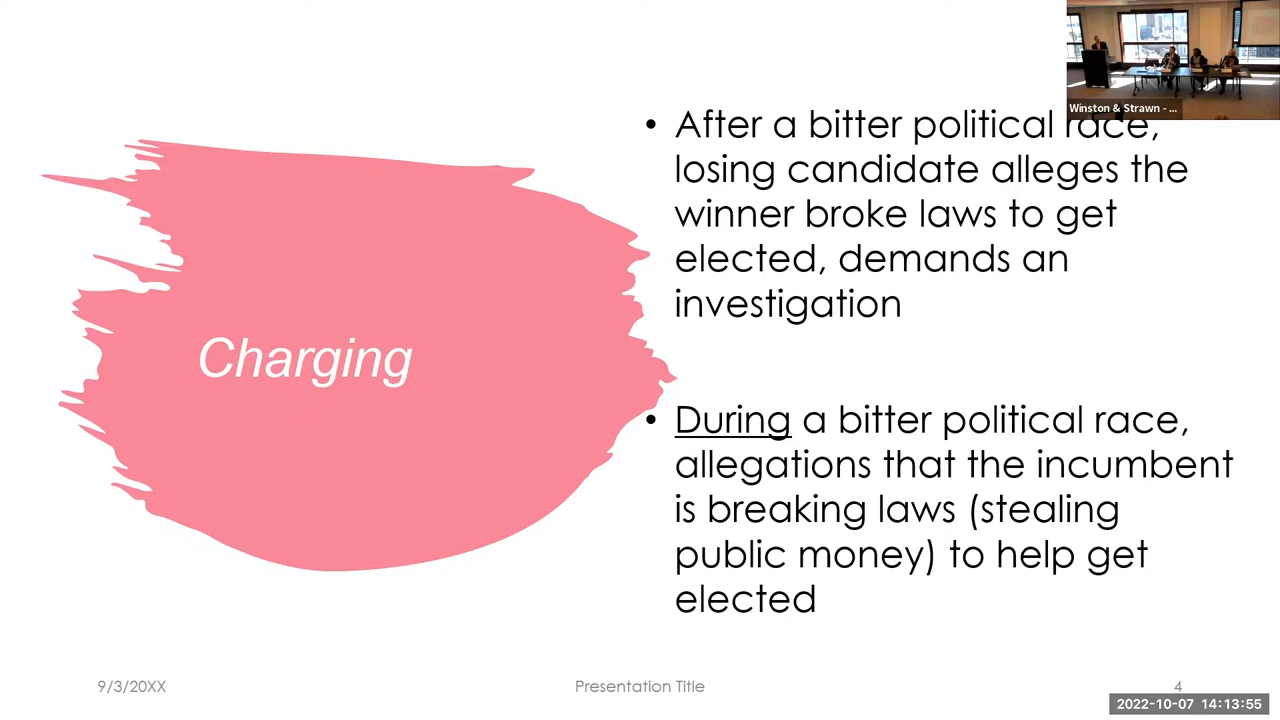 Winston & Strawn - ...
• After a bitter political race,
losing candidate alleges the
winner broke laws to get
elected, demands an
investigation
Charging
• During a bitter political race,
allegations that the incumbent
is breaking laws (stealing
public money) to help get
elected
9/3/20XX
Presentation Title
4
2022-10-07 14:13:55